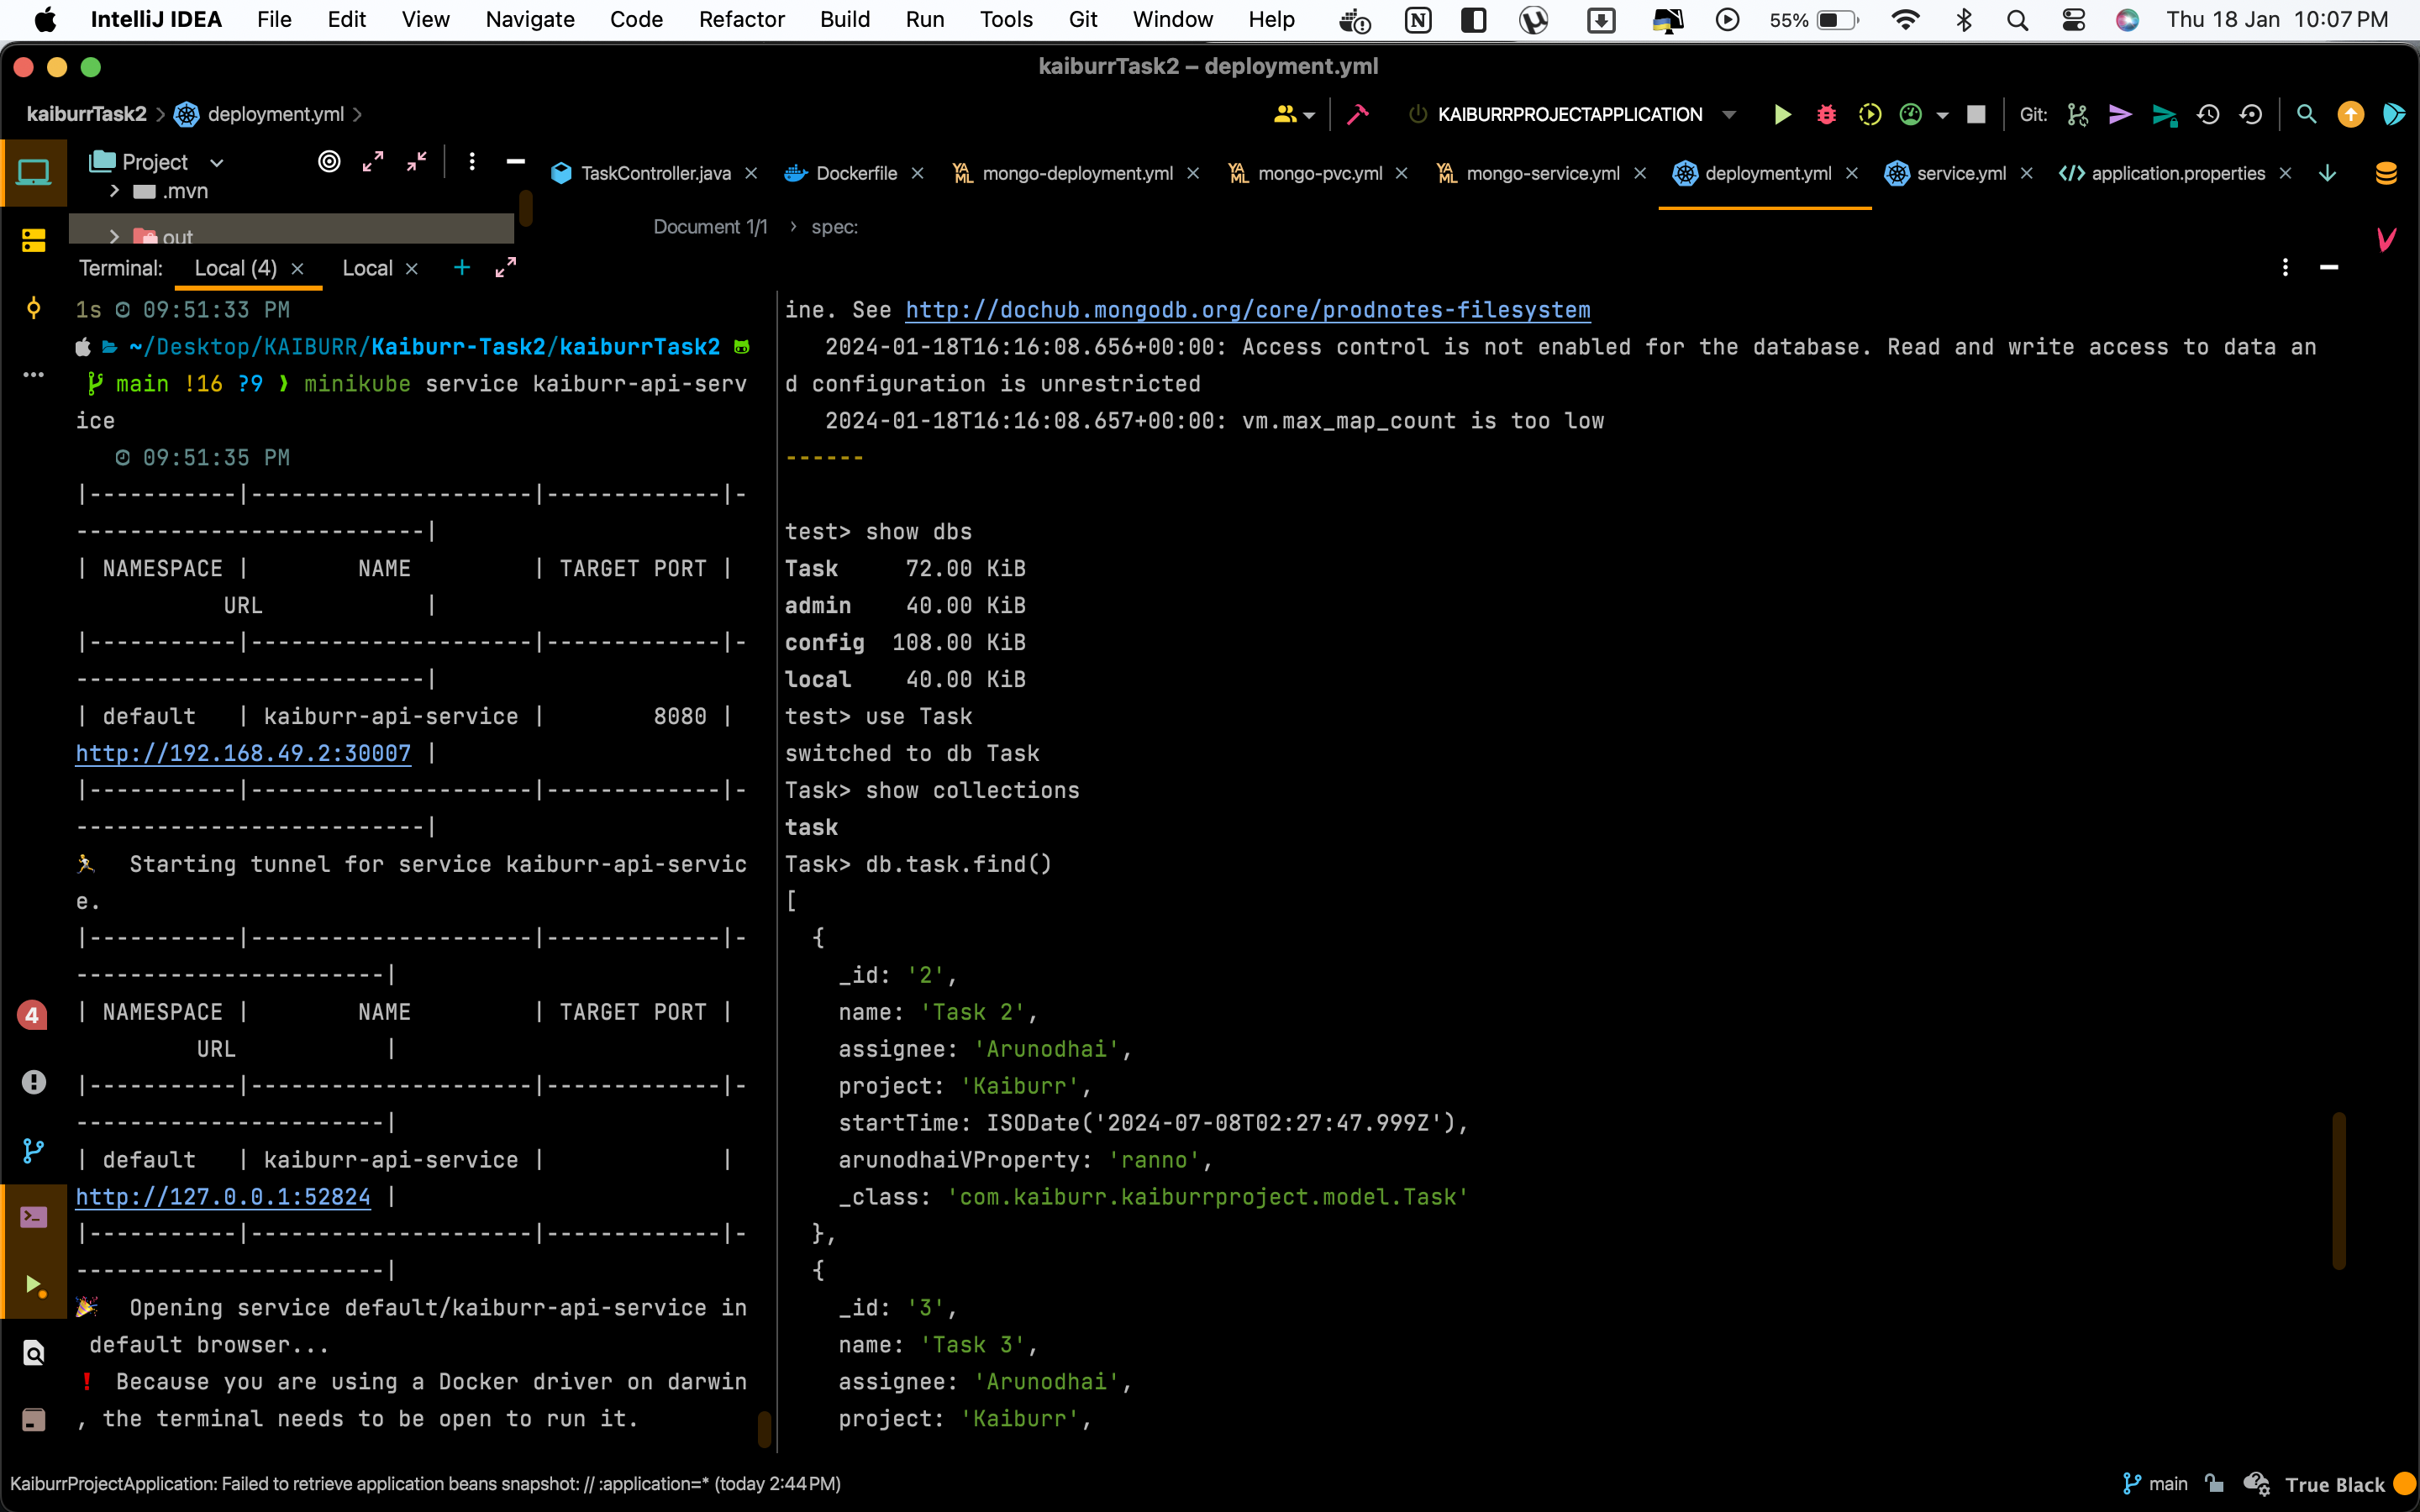 IntelliJ IDEA File Edit View Navigate Code Refactor Build Run Tools Git Window Help 55% Thu 18 Jan 10:07 PM
kaiburrTask2 – deployment.yml
kaiburrTask2 deployment.yml KAIBURRPROJECTAPPLICATION Git:
Project
TaskController.java Dockerfile mongo-deployment.yml mongo-pvc.yml mongo-service.yml deployment.yml service.yml application.properties
.mvn
out
Document 1/1 › spec:
Terminal: Local (4) Local
1s 09:51:33 PM
~/Desktop/KAIBURR/Kaiburr-Task2/kaiburrTask2
main !16 ?9 ❱ minikube service kaiburr-api-serv
ice
09:51:35 PM
|-----------|---------------------|-------------|-
--------------------------|
| NAMESPACE | NAME | TARGET PORT |
URL |
|-----------|---------------------|-------------|-
--------------------------|
| default | kaiburr-api-service | 8080 |
http://192.168.49.2:30007 |
|-----------|---------------------|-------------|-
--------------------------|
🏃 Starting tunnel for service kaiburr-api-servic
e.
|-----------|---------------------|-------------|-
-----------------------|
| NAMESPACE | NAME | TARGET PORT |
URL |
|-----------|---------------------|-------------|-
-----------------------|
| default | kaiburr-api-service | |
http://127.0.0.1:52824 |
|-----------|---------------------|-------------|-
-----------------------|
🎉 Opening service default/kaiburr-api-service in
default browser...
❗ Because you are using a Docker driver on darwin
, the terminal needs to be open to run it.
ine. See http://dochub.mongodb.org/core/prodnotes-filesystem
2024-01-18T16:16:08.656+00:00: Access control is not enabled for the database. Read and write access to data an
d configuration is unrestricted
2024-01-18T16:16:08.657+00:00: vm.max_map_count is too low
------
test> show dbs
Task 72.00 KiB
admin 40.00 KiB
config 108.00 KiB
local 40.00 KiB
test> use Task
switched to db Task
Task> show collections
task
Task> db.task.find()
[
{
_id: '2',
name: 'Task 2',
assignee: 'Arunodhai',
project: 'Kaiburr',
startTime: ISODate('2024-07-08T02:27:47.999Z'),
arunodhaiVProperty: 'ranno',
_class: 'com.kaiburr.kaiburrproject.model.Task'
},
{
_id: '3',
name: 'Task 3',
assignee: 'Arunodhai',
project: 'Kaiburr',
4
KaiburrProjectApplication: Failed to retrieve application beans snapshot: // :application=* (today 2:44 PM)
main True Black